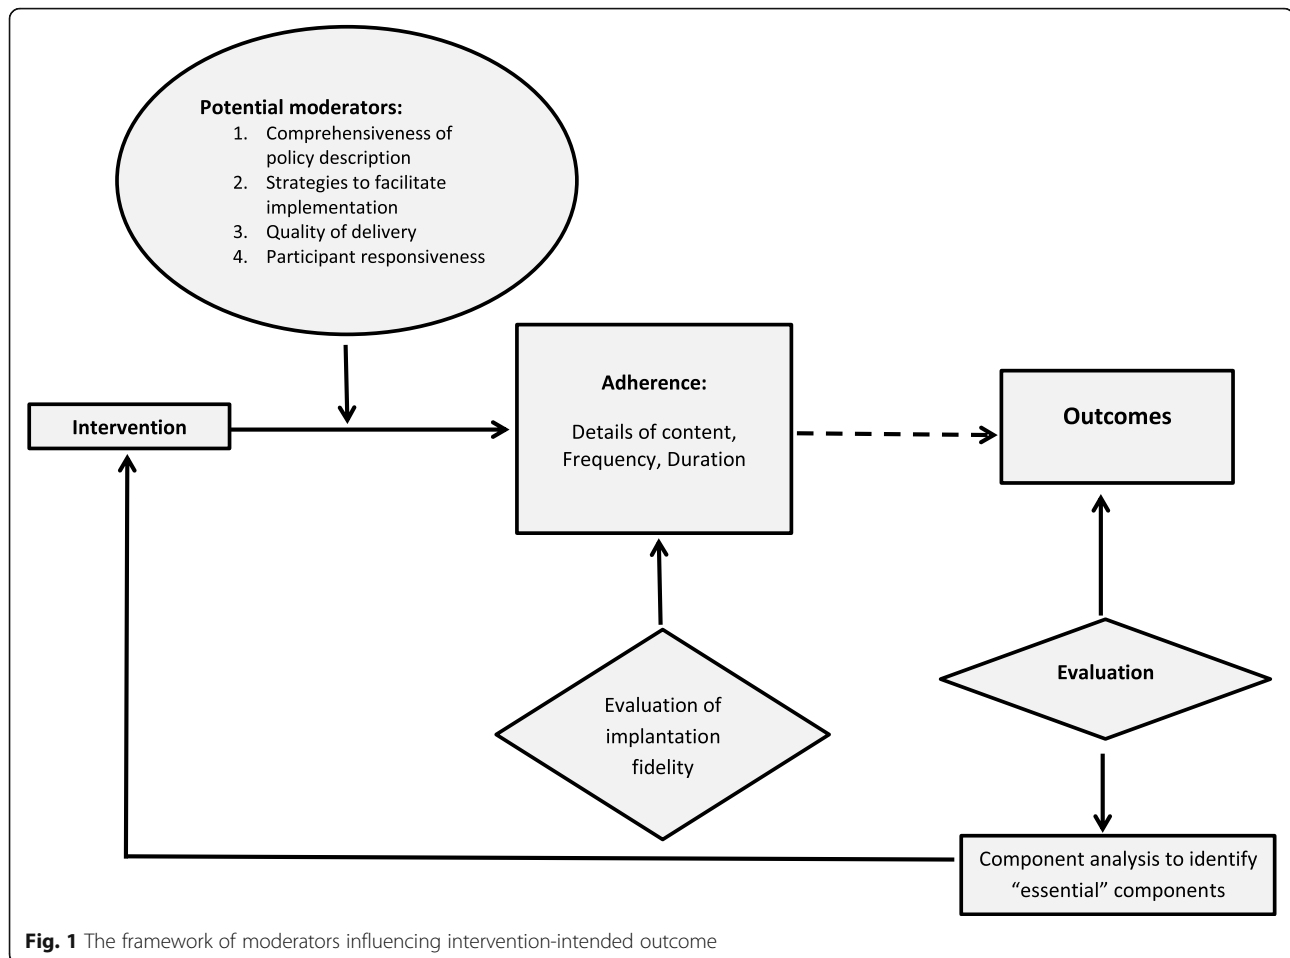 Potential moderators:
1. Comprehensiveness of
policy description
2. Strategies to facilitate
implementation
3. Quality of delivery
4. Participant responsiveness
Intervention
Adherence:
Details of content,
Frequency, Duration
Outcomes
Evaluation of
implantation
fidelity
Evaluation
Component analysis to identify
“essential” components
Fig. 1 The framework of moderators influencing intervention-intended outcome